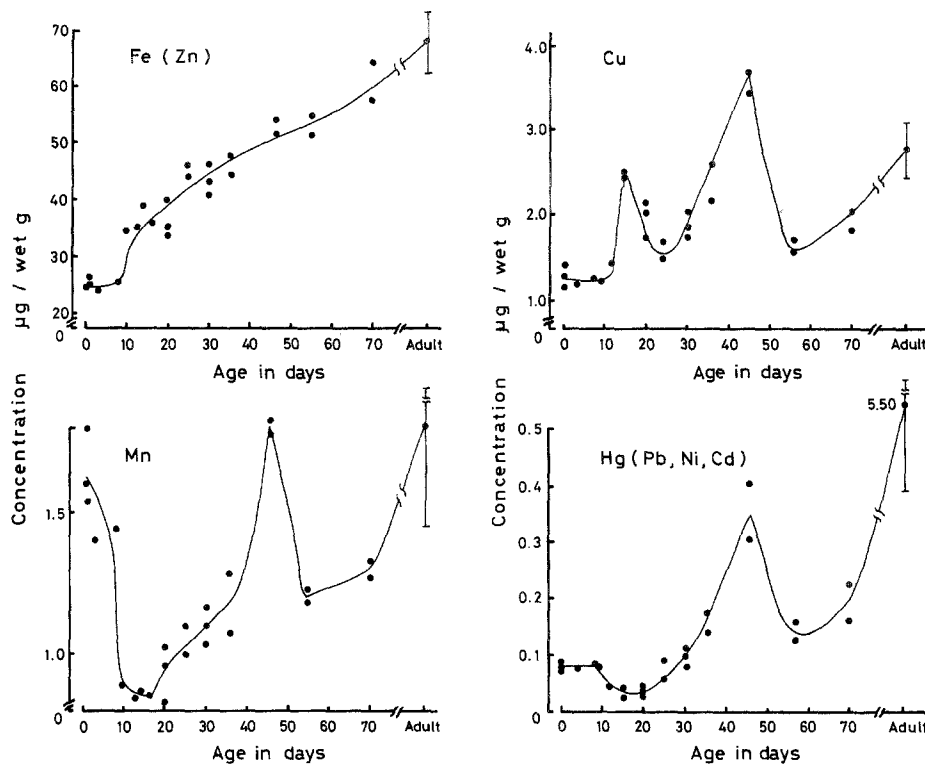 Fe (Zn)
µg / wet g
70
60
50
40
30
20
0
0 10 20 30 40 50 60 70 Adult
Age in days
Cu
µg / wet g
4.0
3.0
2.0
1.0
0
0 10 20 30 40 50 60 70 Adult
Age in days
Mn
Concentration
1.5
1.0
0
0 10 20 30 40 50 60 70 Adult
Age in days
Hg (Pb, Ni, Cd)
Concentration
5.50
0.5
0.4
0.3
0.2
0.1
0
0 10 20 30 40 50 60 70 Adult
Age in days